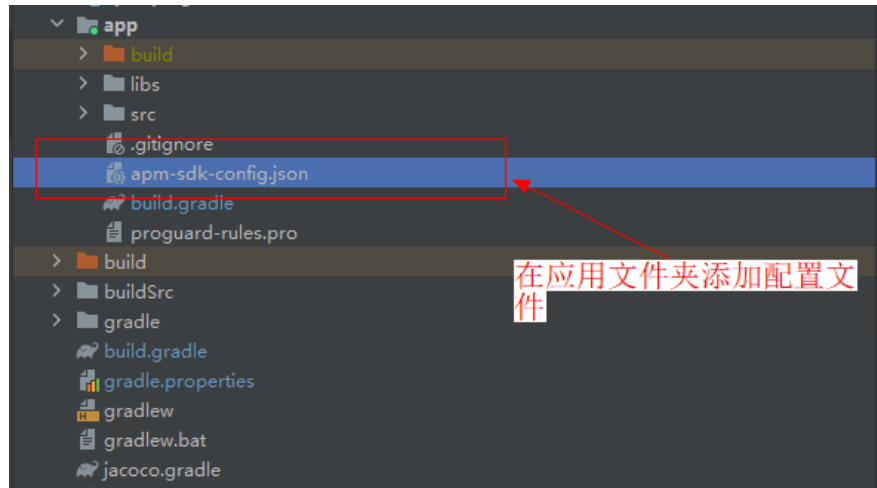 app
build
libs
src
.gitignore
apm-sdk-config.json
build.gradle
proguard-rules.pro
build
在应用文件夹添加配置文
件
buildSrc
gradle
build.gradle
gradle.properties
gradlew
gradlew.bat
jacoco.gradle